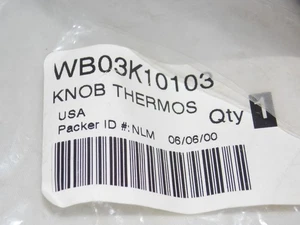 WB03K10103
KNOB THERMOS
USA Qty 1
Packer ID #: NLM 06/06/00